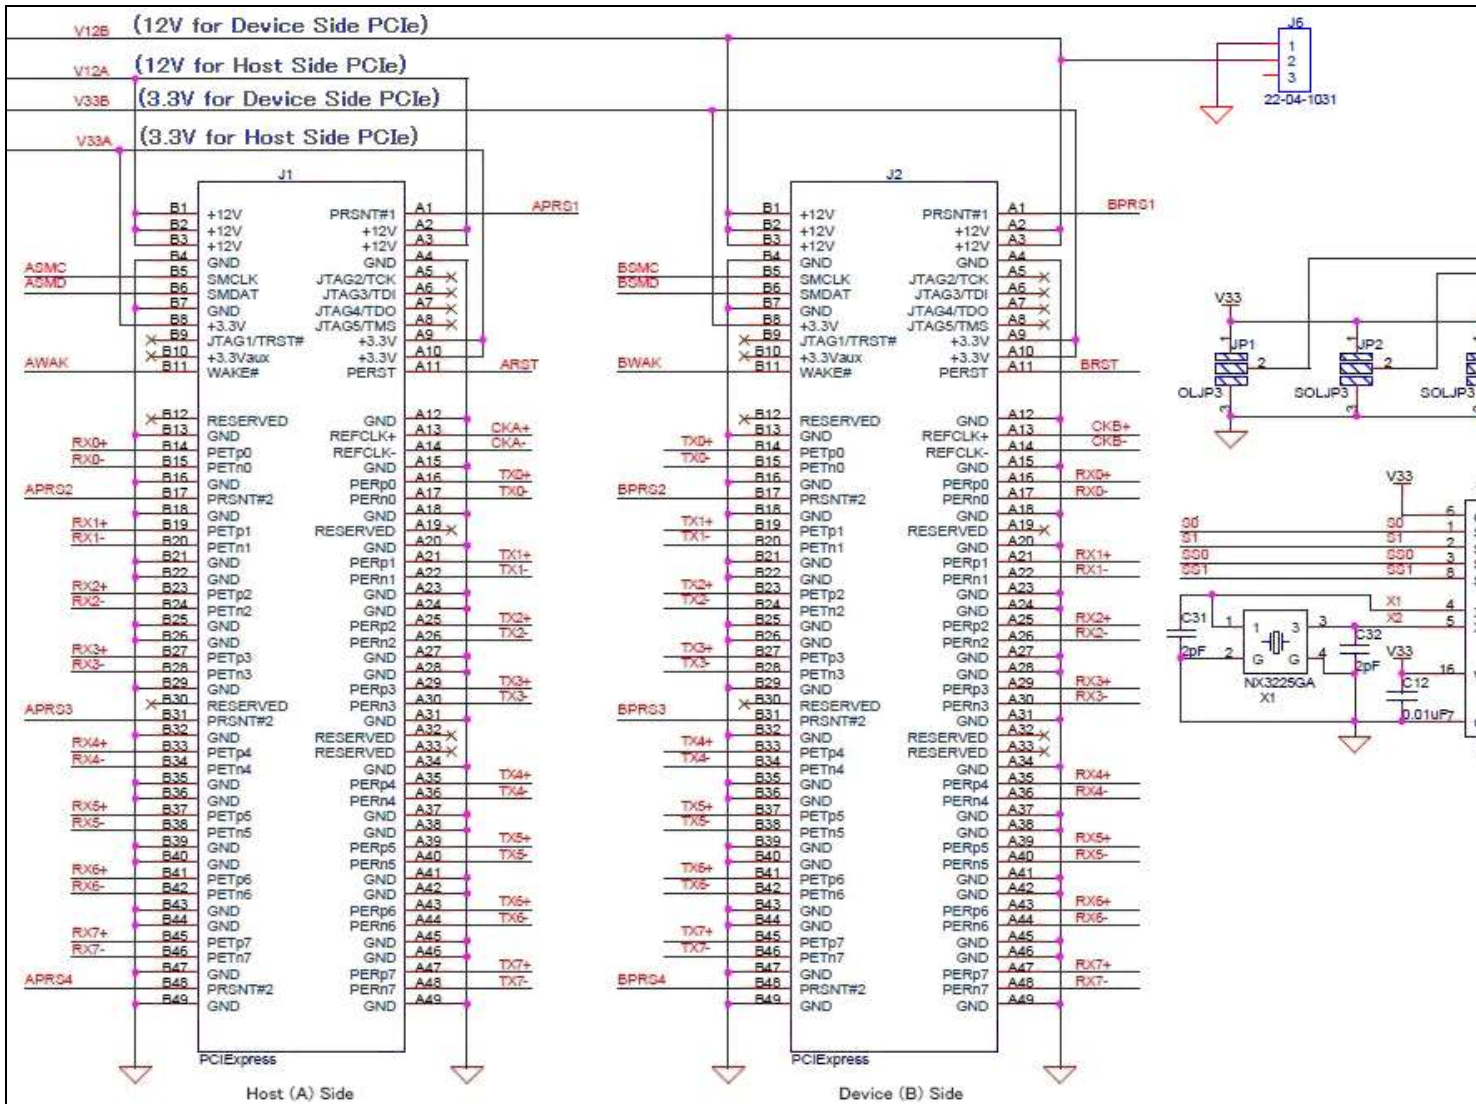 V12B (12V for Device Side PCIe)
V12A (12V for Host Side PCIe)
V33B (3.3V for Device Side PCIe)
V33A (3.3V for Host Side PCIe)
J6
1
2
3
22-04-1031
J1
B1 +12V PRSNT#1 A1 APRS1
B2 +12V +12V A2
B3 +12V +12V A3
B4 GND GND A4
ASMC B5 SMCLK JTAG2/TCK A5
ASMD B6 SMDAT JTAG3/TDI A6
B7 GND JTAG4/TDO A7
B8 +3.3V JTAG5/TMS A8
B9 JTAG1/TRST# +3.3V A9
B10 +3.3Vaux +3.3V A10
AWAK B11 WAKE# PERST A11 ARST
B12 RESERVED GND A12
B13 GND REFCLK+ A13 CKA+
RX0+ B14 PETp0 REFCLK- A14 CKA-
RX0- B15 PETn0 GND A15
B16 GND PERp0 A16 TX0+
APRS2 B17 PRSNT#2 PERn0 A17 TX0-
B18 GND GND A18
RX1+ B19 PETp1 RESERVED A19
RX1- B20 PETn1 GND A20
B21 GND PERp1 A21 TX1+
B22 GND PERn1 A22 TX1-
RX2+ B23 PETp2 GND A23
RX2- B24 PETn2 GND A24
B25 GND PERp2 A25 TX2+
B26 GND PERn2 A26 TX2-
RX3+ B27 PETp3 GND A27
RX3- B28 PETn3 GND A28
B29 GND PERp3 A29 TX3+
B30 RESERVED PERn3 A30 TX3-
APRS3 B31 PRSNT#2 GND A31
B32 GND RESERVED A32
RX4+ B33 PETp4 RESERVED A33
RX4- B34 PETn4 GND A34
B35 GND PERp4 A35 TX4+
B36 GND PERn4 A36 TX4-
RX5+ B37 PETp5 GND A37
RX5- B38 PETn5 GND A38
B39 GND PERp5 A39 TX5+
B40 GND PERn5 A40 TX5-
RX6+ B41 PETp6 GND A41
RX6- B42 PETn6 GND A42
B43 GND PERp6 A43 TX6+
B44 GND PERn6 A44 TX6-
RX7+ B45 PETp7 GND A45
RX7- B46 PETn7 GND A46
B47 GND PERp7 A47 TX7+
APRS4 B48 PRSNT#2 PERn7 A48 TX7-
B49 GND GND A49
PCIExpress
Host (A) Side
J2
B1 +12V PRSNT#1 A1 BPRS1
B2 +12V +12V A2
B3 +12V +12V A3
B4 GND GND A4
BSMC B5 SMCLK JTAG2/TCK A5
BSMD B6 SMDAT JTAG3/TDI A6
B7 GND JTAG4/TDO A7
B8 +3.3V JTAG5/TMS A8
B9 JTAG1/TRST# +3.3V A9
B10 +3.3Vaux +3.3V A10
BWAK B11 WAKE# PERST A11 BRST
B12 RESERVED GND A12
B13 GND REFCLK+ A13 CKB+
TX0+ B14 PETp0 REFCLK- A14 CKB-
TX0- B15 PETn0 GND A15
B16 GND PERp0 A16 RX0+
BPRS2 B17 PRSNT#2 PERn0 A17 RX0-
B18 GND GND A18
TX1+ B19 PETp1 RESERVED A19
TX1- B20 PETn1 GND A20
B21 GND PERp1 A21 RX1+
B22 GND PERn1 A22 RX1-
TX2+ B23 PETp2 GND A23
TX2- B24 PETn2 GND A24
B25 GND PERp2 A25 RX2+
B26 GND PERn2 A26 RX2-
TX3+ B27 PETp3 GND A27
TX3- B28 PETn3 GND A28
B29 GND PERp3 A29 RX3+
B30 RESERVED PERn3 A30 RX3-
BPRS3 B31 PRSNT#2 GND A31
B32 GND RESERVED A32
TX4+ B33 PETp4 RESERVED A33
TX4- B34 PETn4 GND A34
B35 GND PERp4 A35 RX4+
B36 GND PERn4 A36 RX4-
TX5+ B37 PETp5 GND A37
TX5- B38 PETn5 GND A38
B39 GND PERp5 A39 RX5+
B40 GND PERn5 A40 RX5-
TX6+ B41 PETp6 GND A41
TX6- B42 PETn6 GND A42
B43 GND PERp6 A43 RX6+
B44 GND PERn6 A44 RX6-
TX7+ B45 PETp7 GND A45
TX7- B46 PETn7 GND A46
B47 GND PERp7 A47 RX7+
BPRS4 B48 PRSNT#2 PERn7 A48 RX7-
B49 GND GND A49
PCIExpress
Device (B) Side
V33
1 JP1 1 JP2 1
2 2
OLJP3 SOLJP3 SOLJP3
3 3 3
V33
6
S0 S0 1
S1 S1 2
SS0 SS0 3
SS1 SS1 8
X1 4
X2 5
C31 1 1 3 3 C32
2pF 2 G G 4 2pF
V33 16
NX3225GA
X1
C12
0.01uF 7